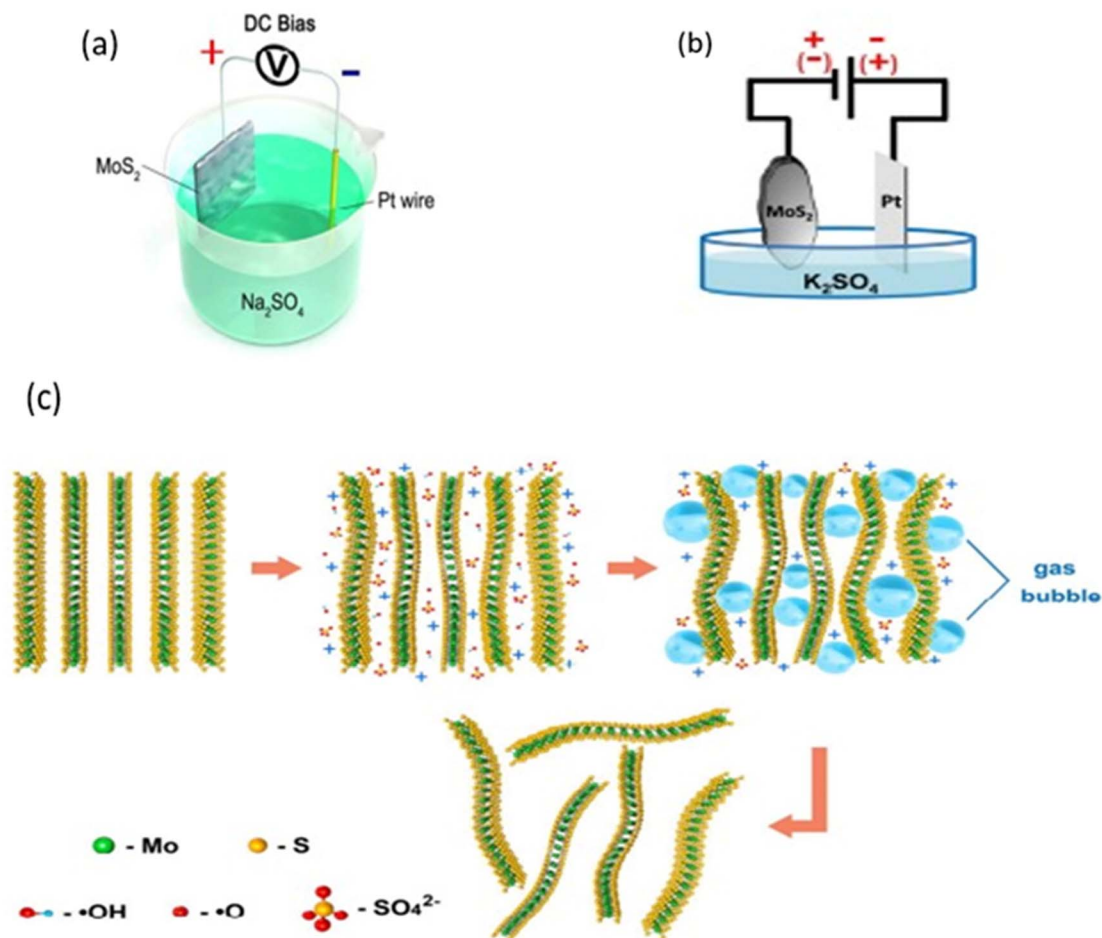 (a)
DC Bias
+
V
−
MoS₂
Pt wire
Na₂SO₄
(b)
+ −
(−) (+)
MoS₂
Pt
K₂SO₄
(c)
gas
bubble
- Mo
- S
- •OH
- •O
- SO₄²⁻